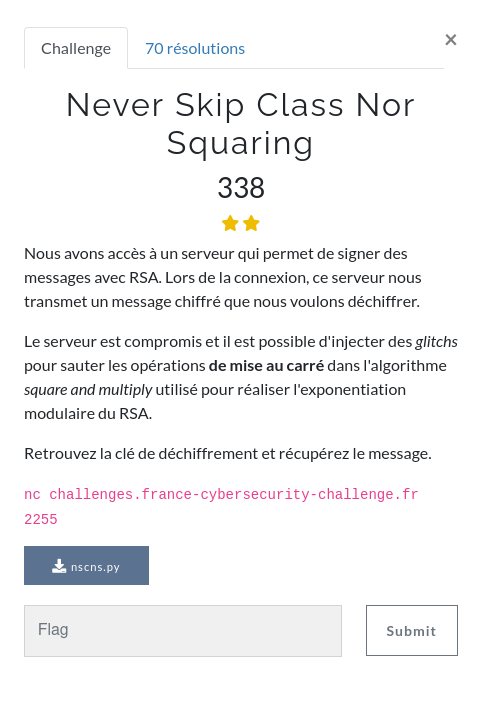 Challenge
70 résolutions
×
Never Skip Class Nor
Squaring
338
Nous avons accès à un serveur qui permet de signer des
messages avec RSA. Lors de la connexion, ce serveur nous
transmet un message chiffré que nous voulons déchiffrer.
Le serveur est compromis et il est possible d'injecter des glitchs
pour sauter les opérations de mise au carré dans l'algorithme
square and multiply utilisé pour réaliser l'exponentiation
modulaire du RSA.
Retrouvez la clé de déchiffrement et récupérez le message.
nc challenges.france-cybersecurity-challenge.fr
2255
nscns.py
Flag
Submit